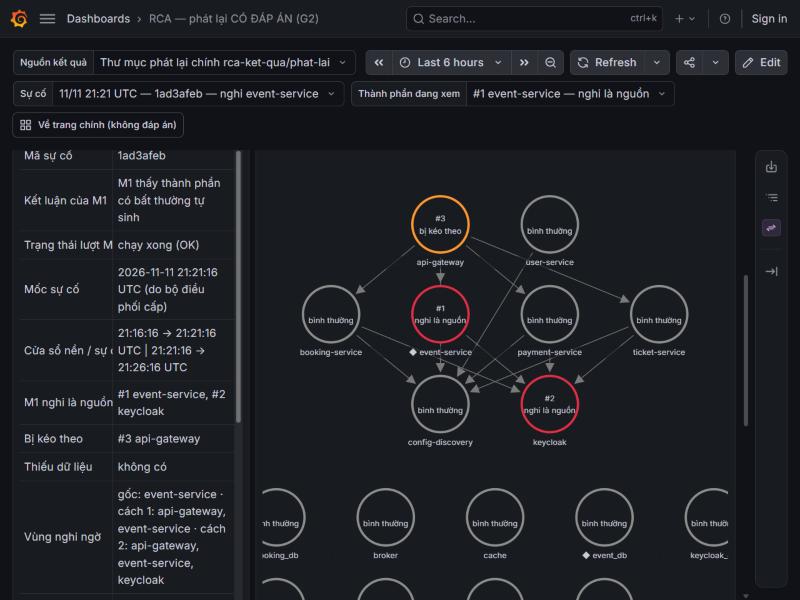 Dashboards › RCA — phát lại CÓ ĐÁP ÁN (G2)
Search... ctrl+k
Sign in
Nguồn kết quả Thư mục phát lại chính rca-ket-qua/phat-lai
Last 6 hours
Refresh
Edit
Sự cố 11/11 21:21 UTC — 1ad3afeb — nghi event-service
Thành phần đang xem #1 event-service — nghi là nguồn
Về trang chính (không đáp án)
Mã sự cố 1ad3afeb
Kết luận của M1
M1 thấy thành phần
có bất thường tự
sinh
Trạng thái lượt M chạy xong (OK)
Mốc sự cố
2026-11-11 21:21:16
UTC (do bộ điều
phối cấp)
Cửa sổ nền / sự
21:16:16 → 21:21:16
UTC | 21:21:16 →
21:26:16 UTC
M1 nghi là nguồn
#1 event-service, #2
keycloak
Bị kéo theo #3 api-gateway
Thiếu dữ liệu không có
Vùng nghi ngờ
gốc: event-service ·
cách 1: api-gateway,
event-service · cách
2: api-gateway,
event-service,
keycloak
#3
bị kéo theo
api-gateway
bình thường
user-service
bình thường
booking-service
#1
nghi là nguồn
event-service
bình thường
payment-service
bình thường
ticket-service
bình thường
config-discovery
#2
nghi là nguồn
keycloak
nh thường
oking_db
bình thường
broker
bình thường
cache
bình thường
event_db
bình thườ
keycloak_